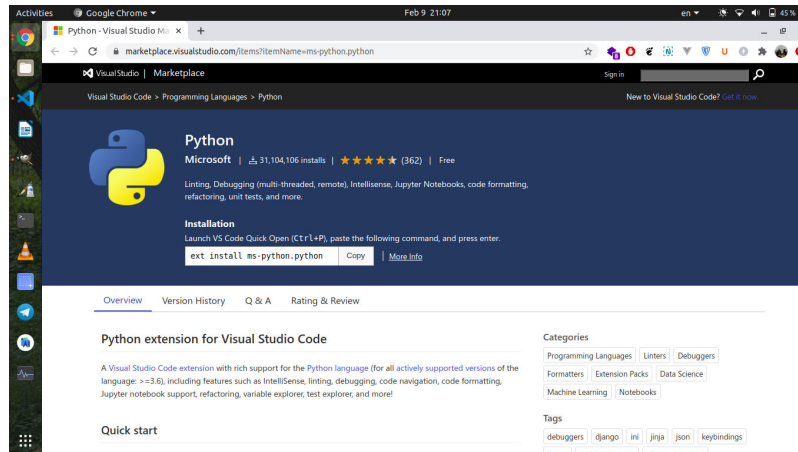 Activities
Google Chrome
Feb 9 21:07
en
45%
Python - Visual Studio Ma
marketplace.visualstudio.com/items?itemName=ms-python.python
Visual Studio | Marketplace
Sign in
Visual Studio Code > Programming Languages > Python
New to Visual Studio Code? Get it now.
Python
Microsoft | 31,104,106 installs | (362) | Free
Linting, Debugging (multi-threaded, remote), Intellisense, Jupyter Notebooks, code formatting,
refactoring, unit tests, and more.
Installation
Launch VS Code Quick Open (Ctrl+P), paste the following command, and press enter.
ext install ms-python.python
Copy
More Info
Overview
Version History
Q & A
Rating & Review
Python extension for Visual Studio Code
A Visual Studio Code extension with rich support for the Python language (for all actively supported versions of the
language: >=3.6), including features such as IntelliSense, linting, debugging, code navigation, code formatting,
Jupyter notebook support, refactoring, variable explorer, test explorer, and more!
Quick start
Categories
Programming Languages Linters Debuggers
Formatters Extension Packs Data Science
Machine Learning Notebooks
Tags
debuggers django ini jinja json keybindings